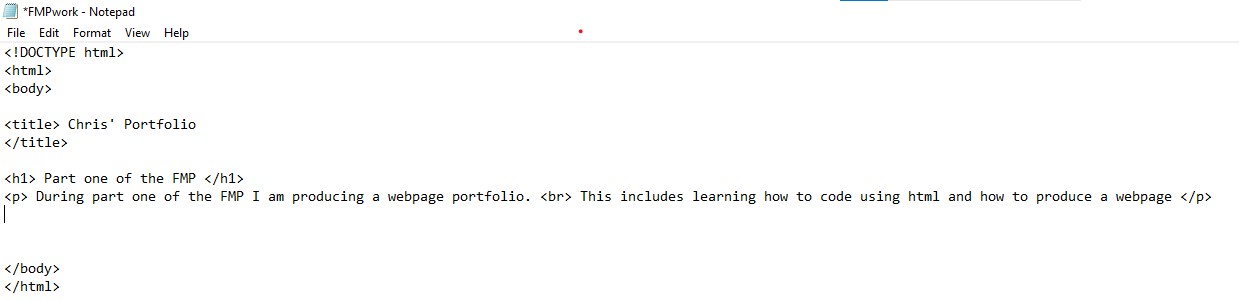 *FMPwork - Notepad
File Edit Format View Help
<!DOCTYPE html>
<html>
<body>
<title> Chris' Portfolio
</title>
<h1> Part one of the FMP </h1>
<p> During part one of the FMP I am producing a webpage portfolio. <br> This includes learning how to code using html and how to produce a webpage </p>
</body>
</html>